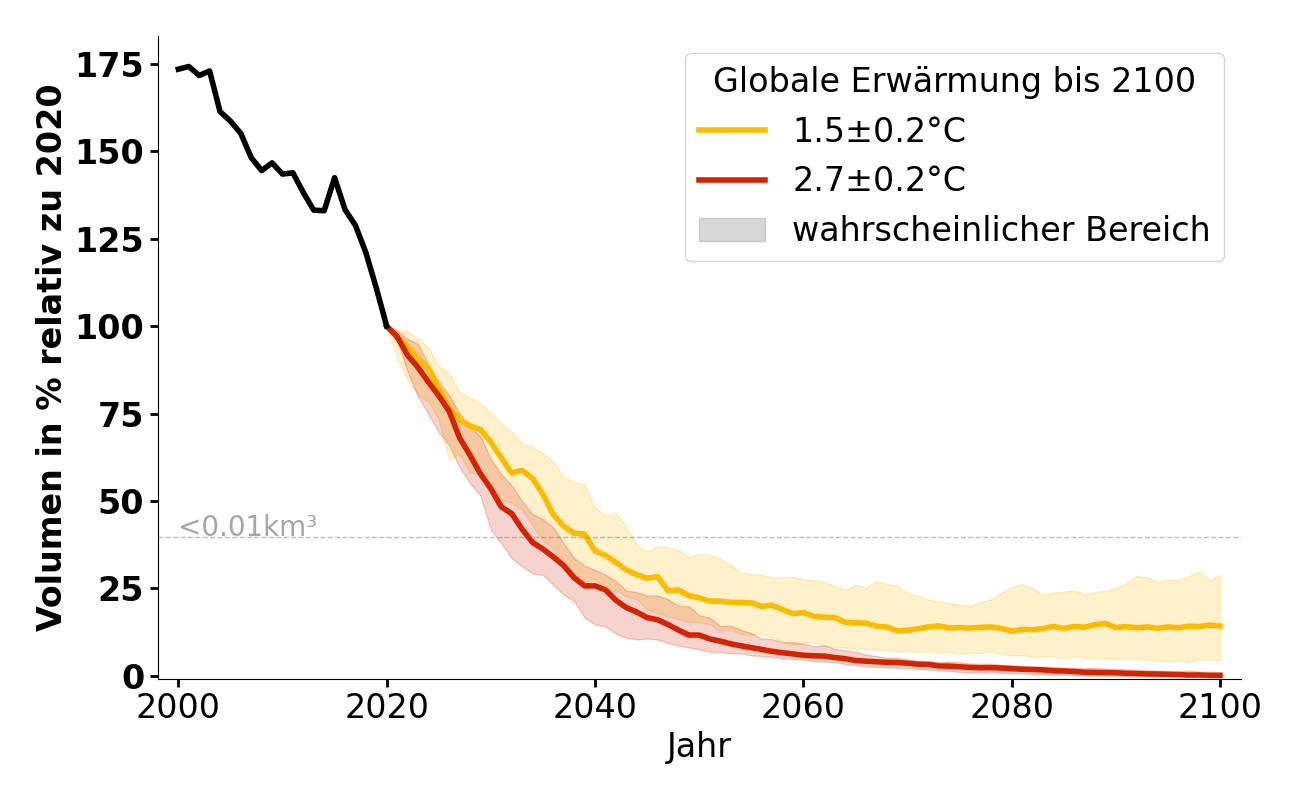 Volumen in % relativ zu 2020
175
150
125
100
75
50
25
0
<0.01km³
Globale Erwärmung bis 2100
1.5±0.2°C
2.7±0.2°C
wahrscheinlicher Bereich
2000 2020 2040 2060 2080 2100
Jahr